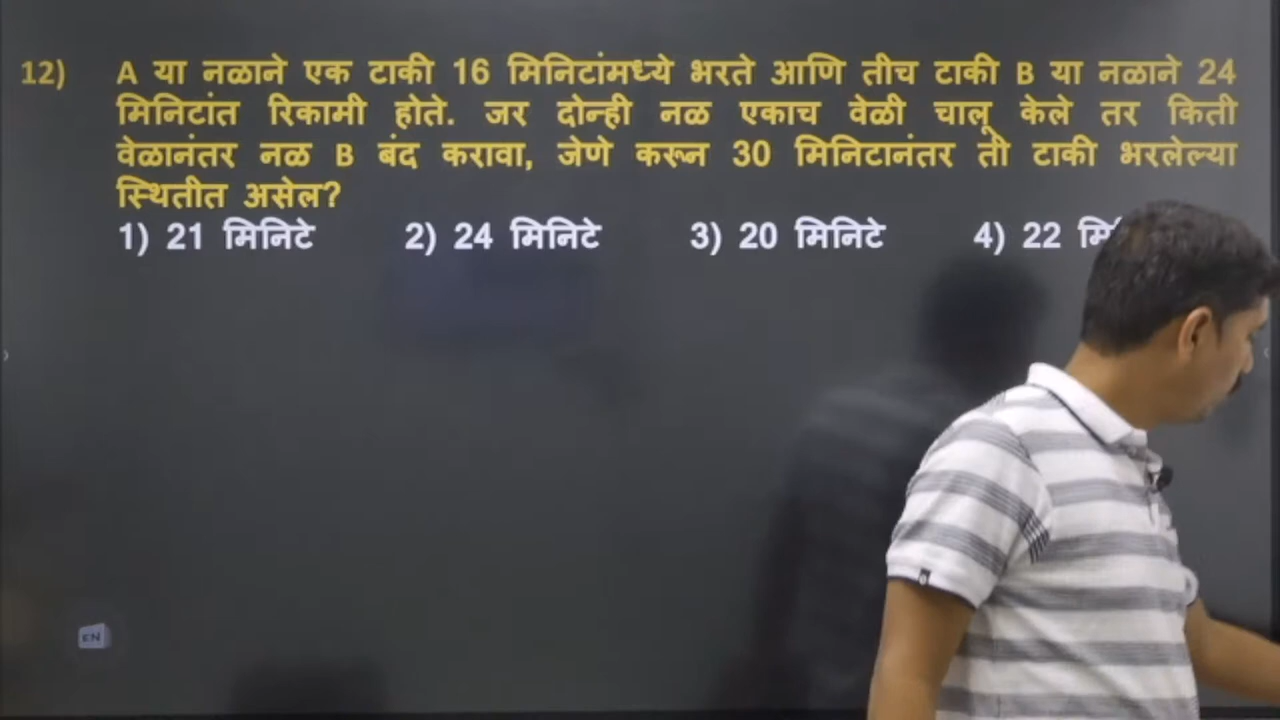 12) A या नळाने एक टाकी 16 मिनिटांमध्ये भरते आणि तीच टाकी B या नळाने 24
मिनिटांत रिकामी होते. जर दोन्ही नळ एकाच वेळी चालू केले तर किती
वेळानंतर नळ B बंद करावा, जेणे करून 30 मिनिटानंतर ती टाकी भरलेल्या
स्थितीत असेल?
1) 21 मिनिटे 2) 24 मिनिटे 3) 20 मिनिटे 4) 22
EN